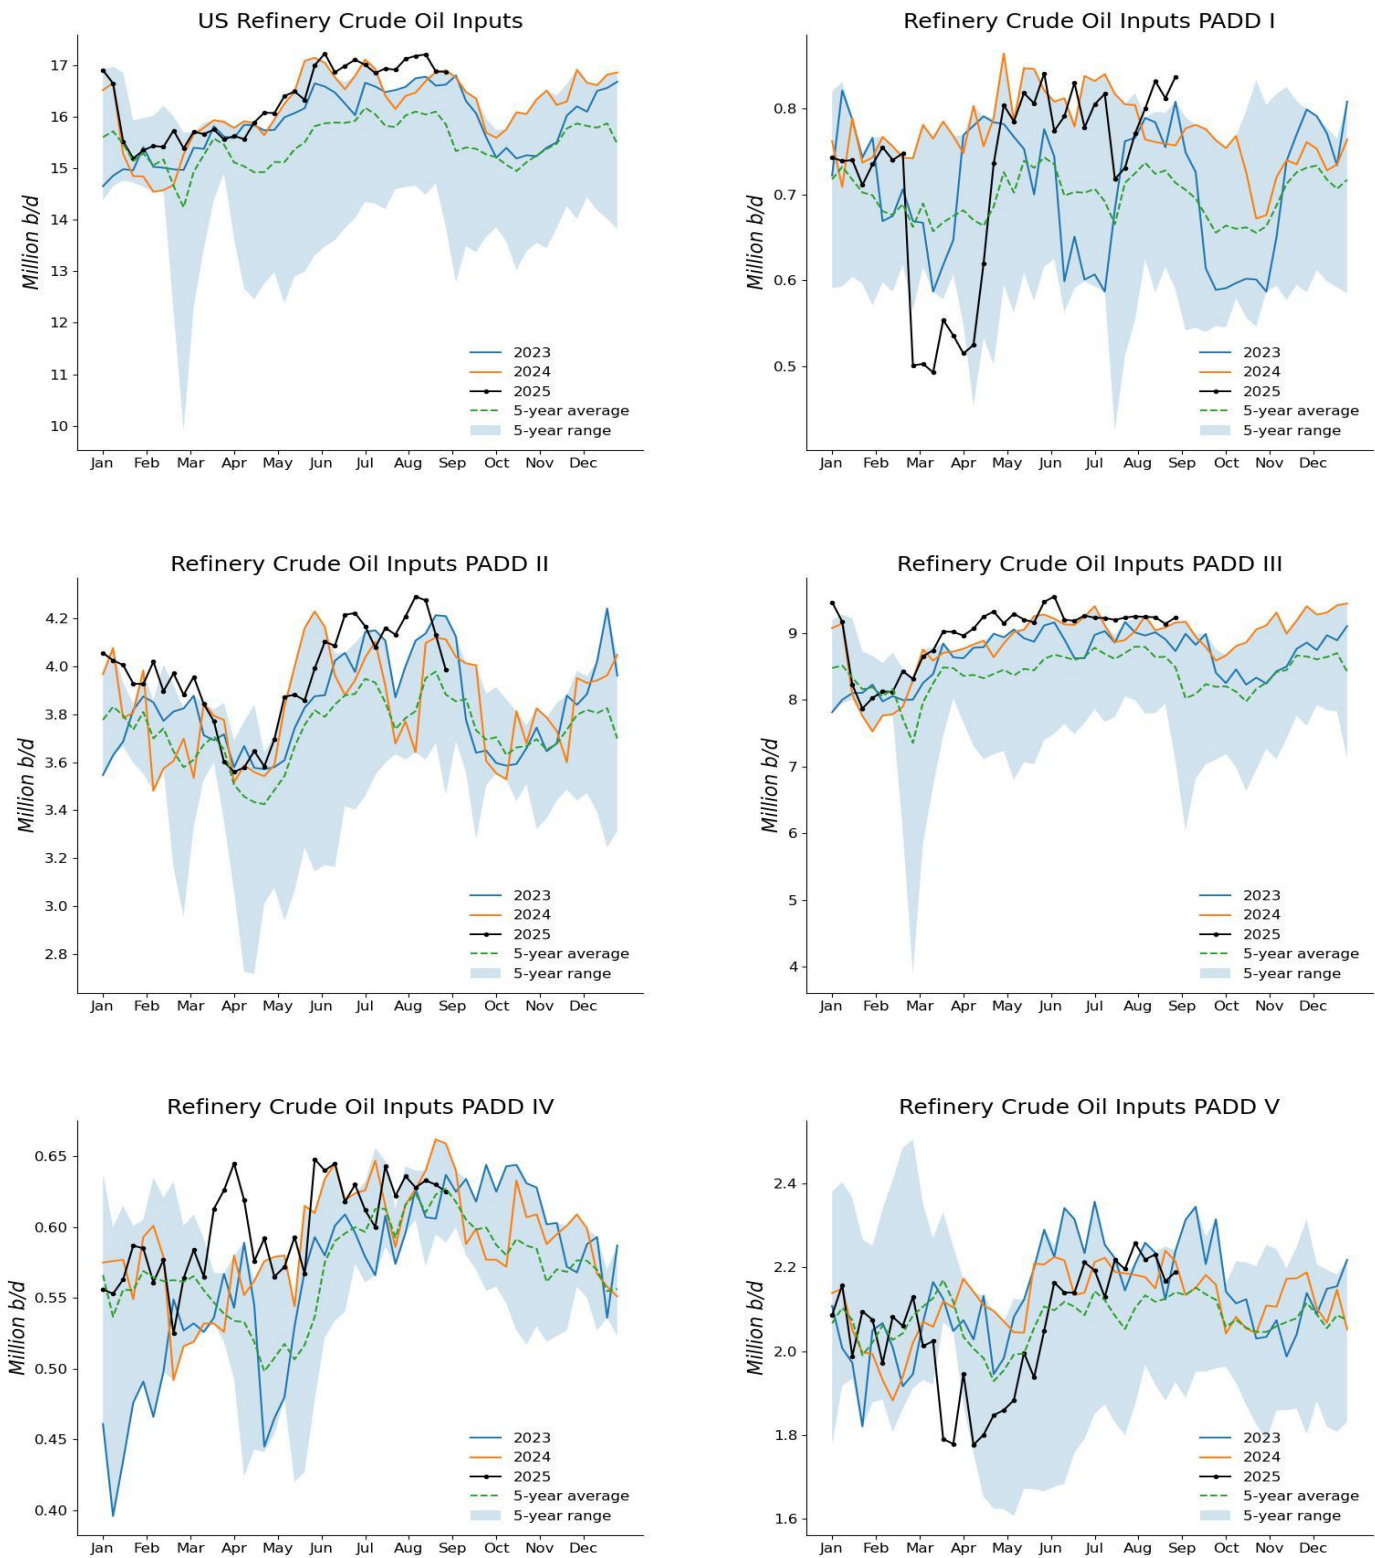 US Refinery Crude Oil Inputs
Million b/d
17
16
15
14
13
12
11
10
Jan Feb Mar Apr May Jun Jul Aug Sep Oct Nov Dec
2023
2024
2025
5-year average
5-year range
Refinery Crude Oil Inputs PADD I
Million b/d
0.8
0.7
0.6
0.5
Jan Feb Mar Apr May Jun Jul Aug Sep Oct Nov Dec
2023
2024
2025
5-year average
5-year range
Refinery Crude Oil Inputs PADD II
Million b/d
4.2
4.0
3.8
3.6
3.4
3.2
3.0
2.8
Jan Feb Mar Apr May Jun Jul Aug Sep Oct Nov Dec
2023
2024
2025
5-year average
5-year range
Refinery Crude Oil Inputs PADD III
Million b/d
9
8
7
6
5
4
Jan Feb Mar Apr May Jun Jul Aug Sep Oct Nov Dec
2023
2024
2025
5-year average
5-year range
Refinery Crude Oil Inputs PADD IV
Million b/d
0.65
0.60
0.55
0.50
0.45
0.40
Jan Feb Mar Apr May Jun Jul Aug Sep Oct Nov Dec
2023
2024
2025
5-year average
5-year range
Refinery Crude Oil Inputs PADD V
Million b/d
2.4
2.2
2.0
1.8
1.6
Jan Feb Mar Apr May Jun Jul Aug Sep Oct Nov Dec
2023
2024
2025
5-year average
5-year range